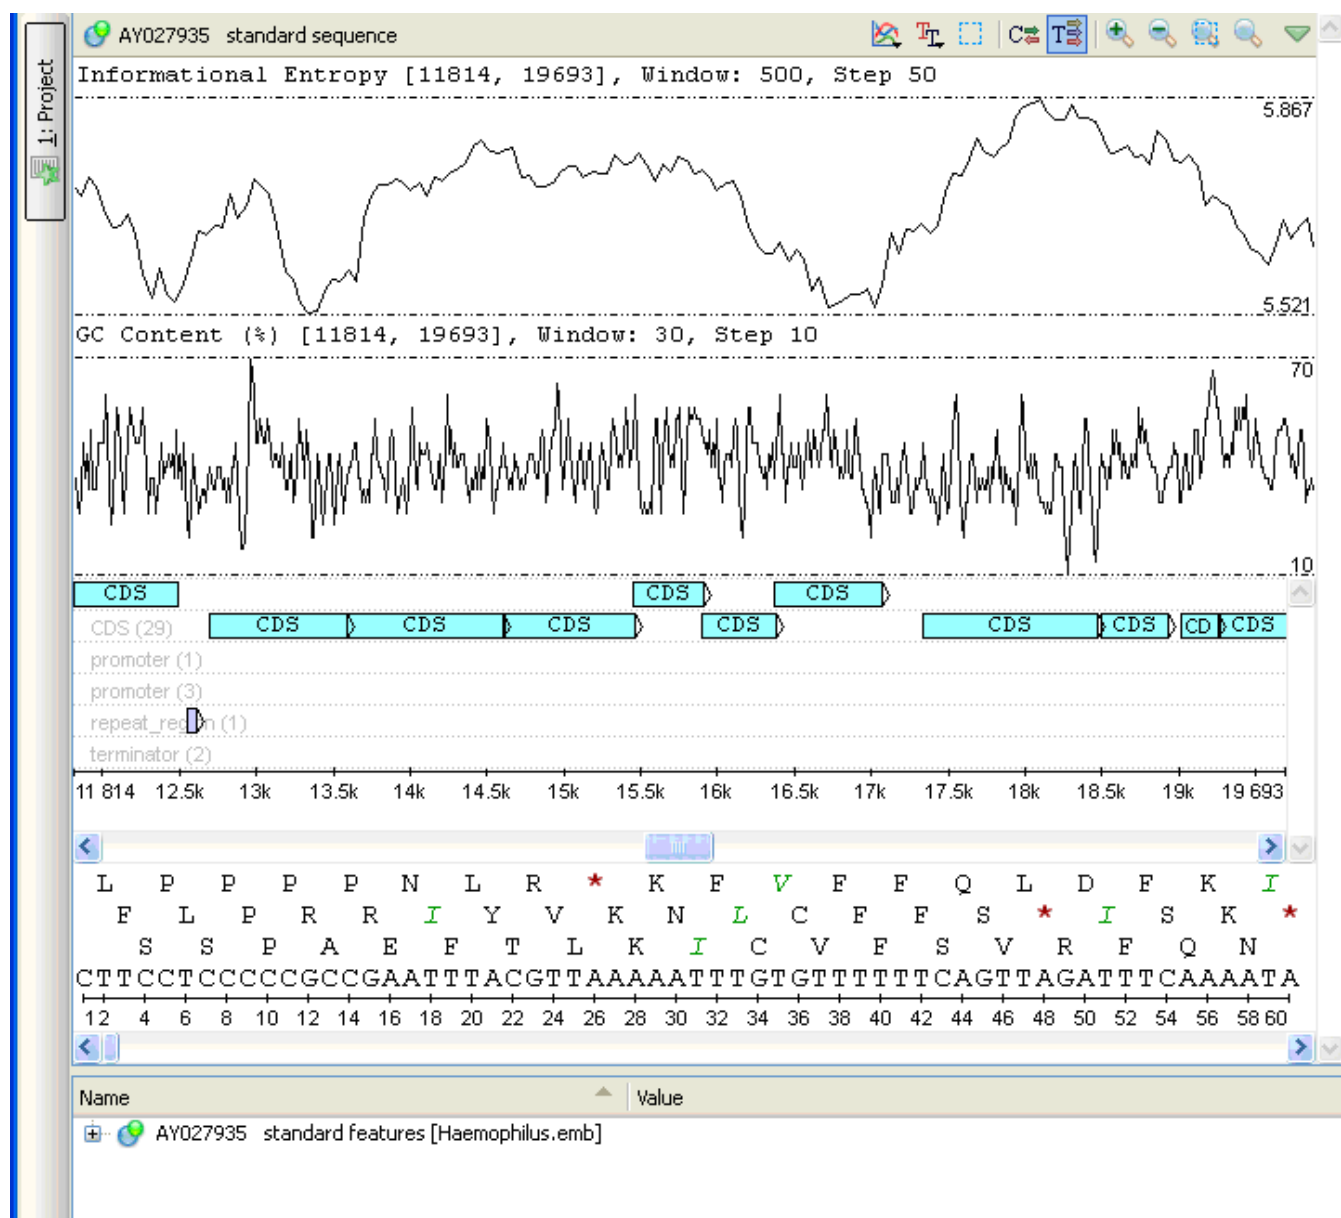 1: Project
AY027935 standard sequence
Informational Entropy [11814, 19693], Window: 500, Step 50
5.867
5.521
GC Content (%) [11814, 19693], Window: 30, Step 10
70
10
CDS CDS CDS
CDS (29) CDS CDS CDS CDS CDS CDS CD CDS
promoter (1)
promoter (3)
repeat_reg n (1)
terminator (2)
11 814 12.5k 13k 13.5k 14k 14.5k 15k 15.5k 16k 16.5k 17k 17.5k 18k 18.5k 19k 19 693
L P P P P N L R * K F V F F Q L D F K I
F L P R R I Y V K N L C F F S * I S K *
S S P A E F T L K I C V F S V R F Q N
CTTCCTCCCCCGCCGAATTTACGTTAAAAATTTGTGTTTTTTCAGTTAGATTTCAAAATA
12 4 6 8 10 12 14 16 18 20 22 24 26 28 30 32 34 36 38 40 42 44 46 48 50 52 54 56 58 60
Name Value
AY027935 standard features [Haemophilus.emb]